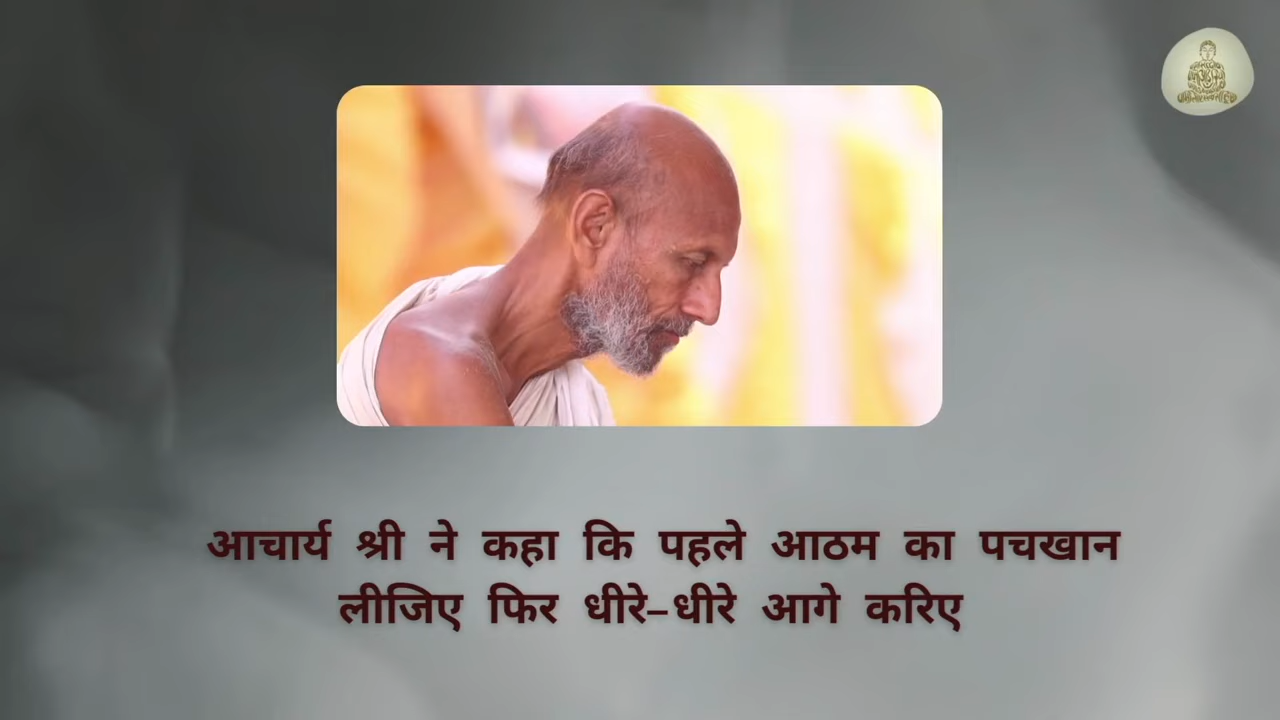 आचार्य श्री ने कहा कि पहले आठम का पचखान
लीजिए फिर धीरे–धीरे आगे करिए